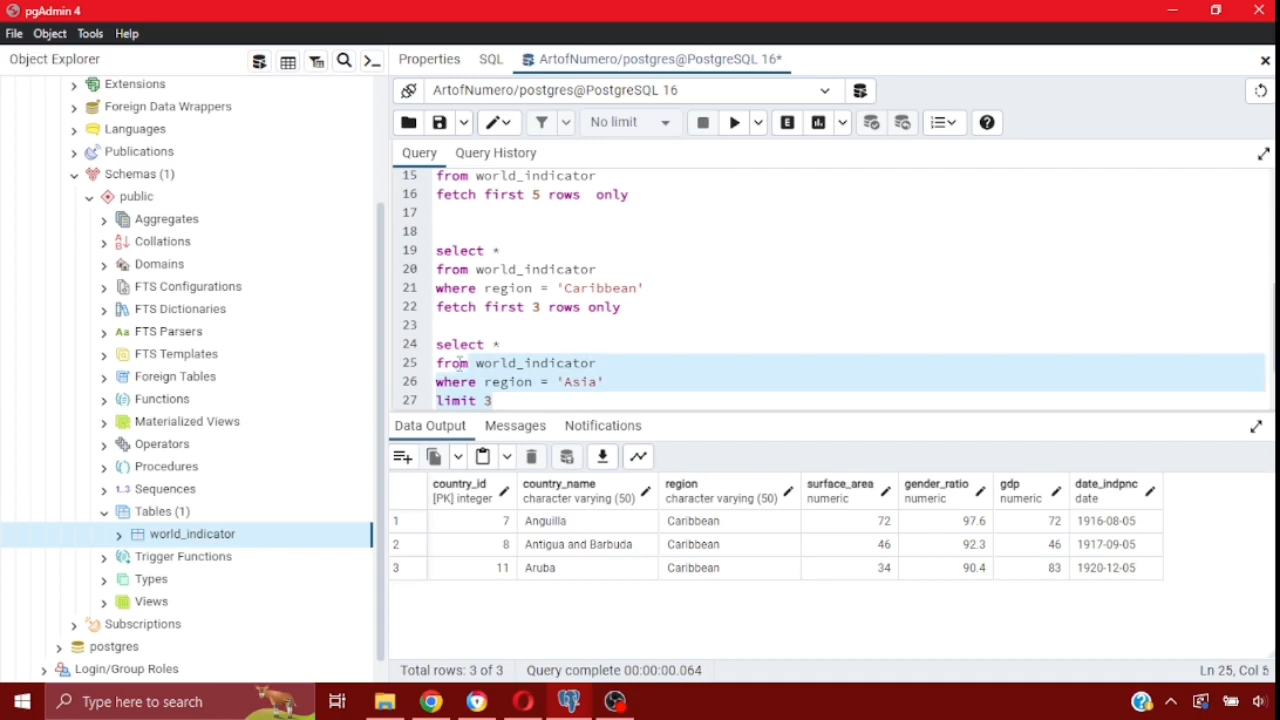 pgAdmin 4
File Object Tools Help
Object Explorer
Properties SQL ArtofNumero/postgres@PostgreSQL 16*
ArtofNumero/postgres@PostgreSQL 16
No limit
E
Query Query History
Extensions
Foreign Data Wrappers
Languages
Publications
Schemas (1)
public
Aggregates
Collations
Domains
FTS Configurations
FTS Dictionaries
Aa FTS Parsers
FTS Templates
Foreign Tables
Functions
Materialized Views
Operators
Procedures
1..3 Sequences
Tables (1)
world_indicator
Trigger Functions
Types
Views
Subscriptions
postgres
Login/Group Roles
15 from world_indicator
16 fetch first 5 rows  only
17
18
19 select *
20 from world_indicator
21 where region = 'Caribbean'
22 fetch first 3 rows only
23
24 select *
25 from world_indicator
26 where region = 'Asia'
27 limit 3
Data Output Messages Notifications
country_id country_name region surface_area gender_ratio gdp date_indpnc
[PK] integer character varying (50) character varying (50) numeric numeric numeric date
1 7 Anguilla Caribbean 72 97.6 72 1916-08-05
2 8 Antigua and Barbuda Caribbean 46 92.3 46 1917-09-05
3 11 Aruba Caribbean 34 90.4 83 1920-12-05
Total rows: 3 of 3 Query complete 00:00:00.064 Ln 25, Col 5
Type here to search